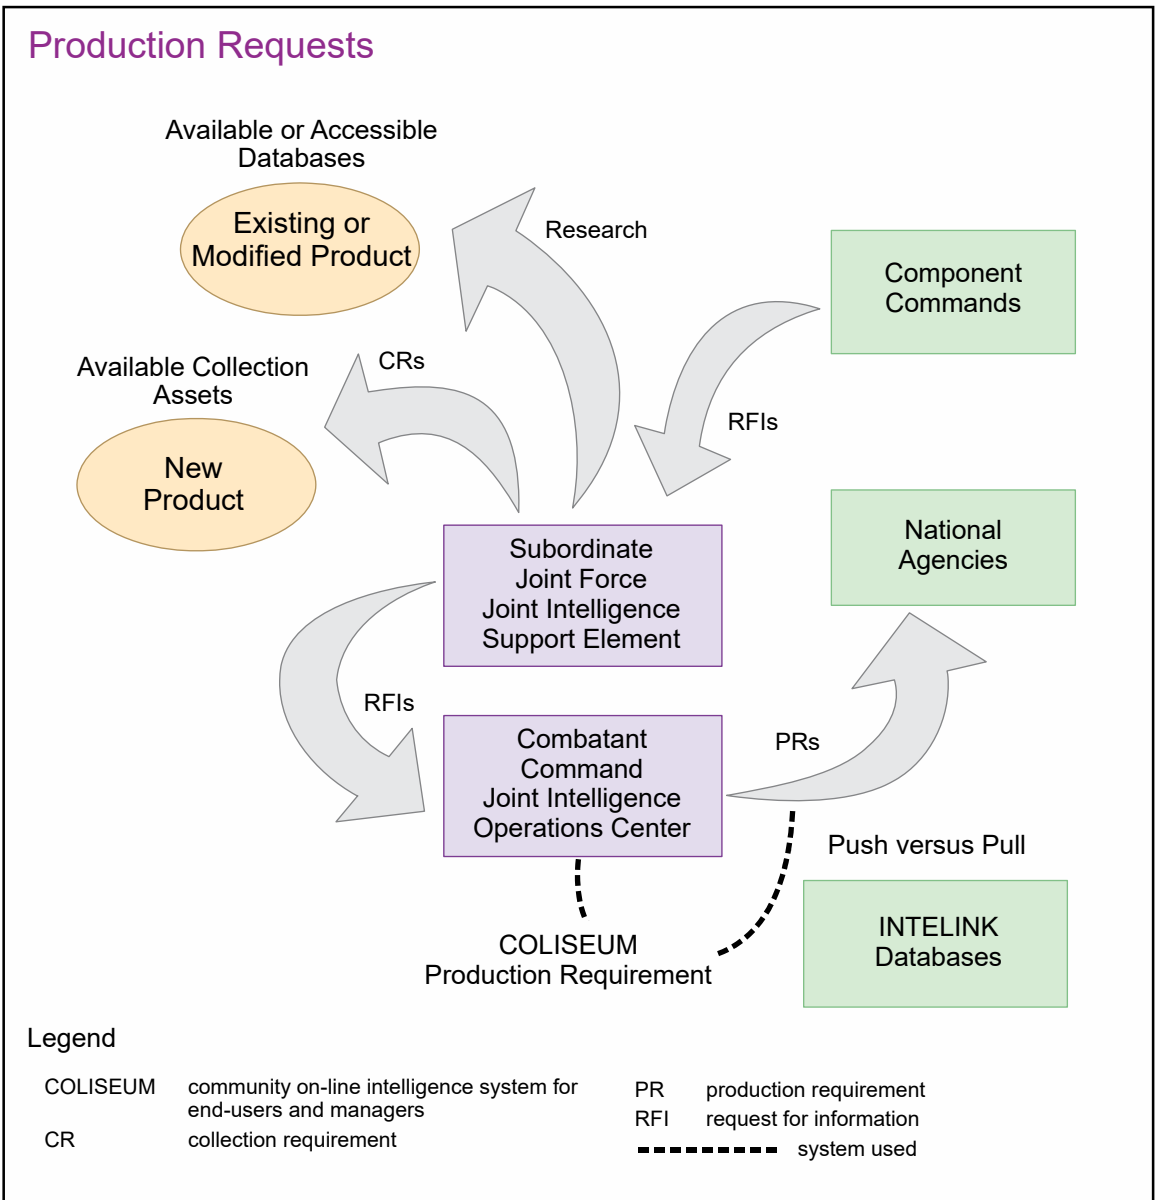 Production Requests
Available or Accessible
Databases
Existing or
Modified Product
Research
Component
Commands
CRs
Available Collection
Assets
RFIs
New
Product
National
Agencies
Subordinate
Joint Force
Joint Intelligence
Support Element
RFIs
Combatant
Command
Joint Intelligence
Operations Center
PRs
Push versus Pull
INTELINK
Databases
COLISEUM
Production Requirement
Legend
COLISEUM community on-line intelligence system for
end-users and managers
CR collection requirement
PR production requirement
RFI request for information
system used